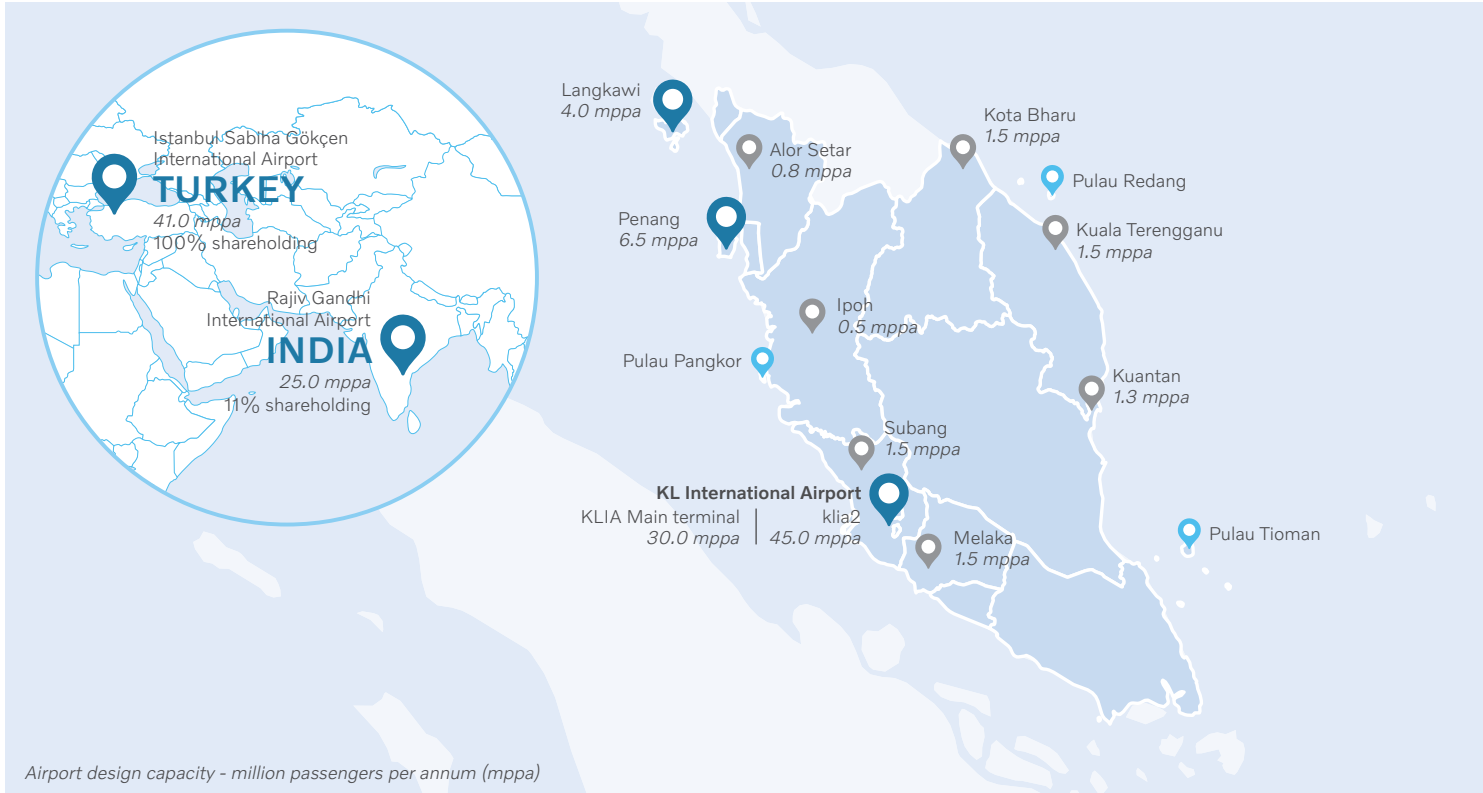 Istanbul Sabiha Gökçen
International Airport
TURKEY
41.0 mppa
100% shareholding
Rajiv Gandhi
International Airport
INDIA
25.0 mppa
11% shareholding
Langkawi
4.0 mppa
Alor Setar
0.8 mppa
Kota Bharu
1.5 mppa
Pulau Redang
Penang
6.5 mppa
Kuala Terengganu
1.5 mppa
Ipoh
0.5 mppa
Pulau Pangkor
Kuantan
1.3 mppa
Subang
1.5 mppa
KL International Airport
KLIA Main terminal
30.0 mppa
klia2
45.0 mppa
Melaka
1.5 mppa
Pulau Tioman
Airport design capacity - million passengers per annum (mppa)